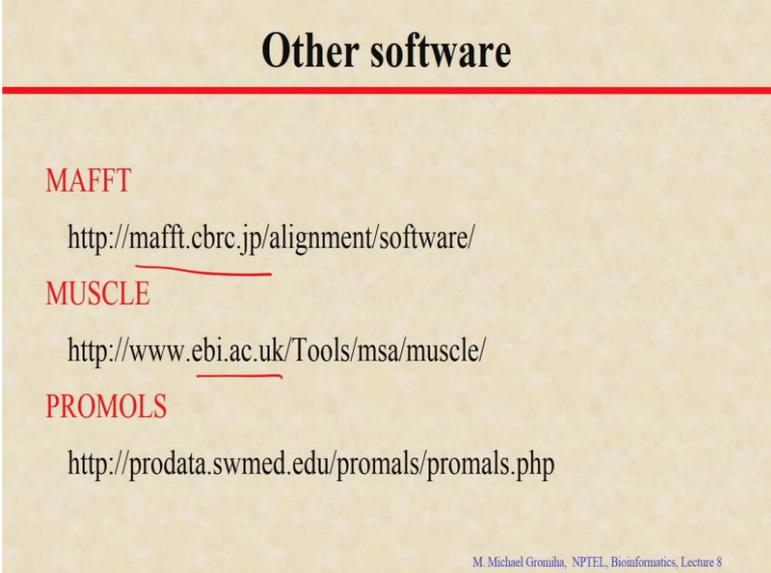 Other software
MAFFT
http://mafft.cbrc.jp/alignment/software/
MUSCLE
http://www.ebi.ac.uk/Tools/msa/muscle/
PROMOLS
http://prodata.swmed.edu/promals/promals.php
M. Michael Gromiha, NPTEL, Bioinformatics, Lecture 8